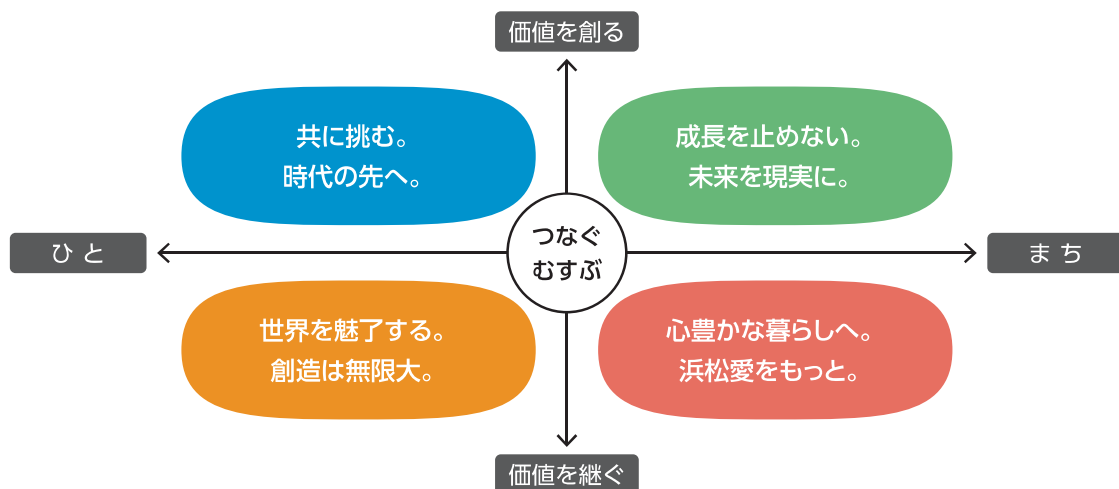 価値を創る
共に挑む。
時代の先へ。
成長を止めない。
未来を現実に。
ひと
つなぐ
むすぶ
まち
世界を魅了する。
創造は無限大。
心豊かな暮らしへ。
浜松愛をもっと。
価値を継ぐ